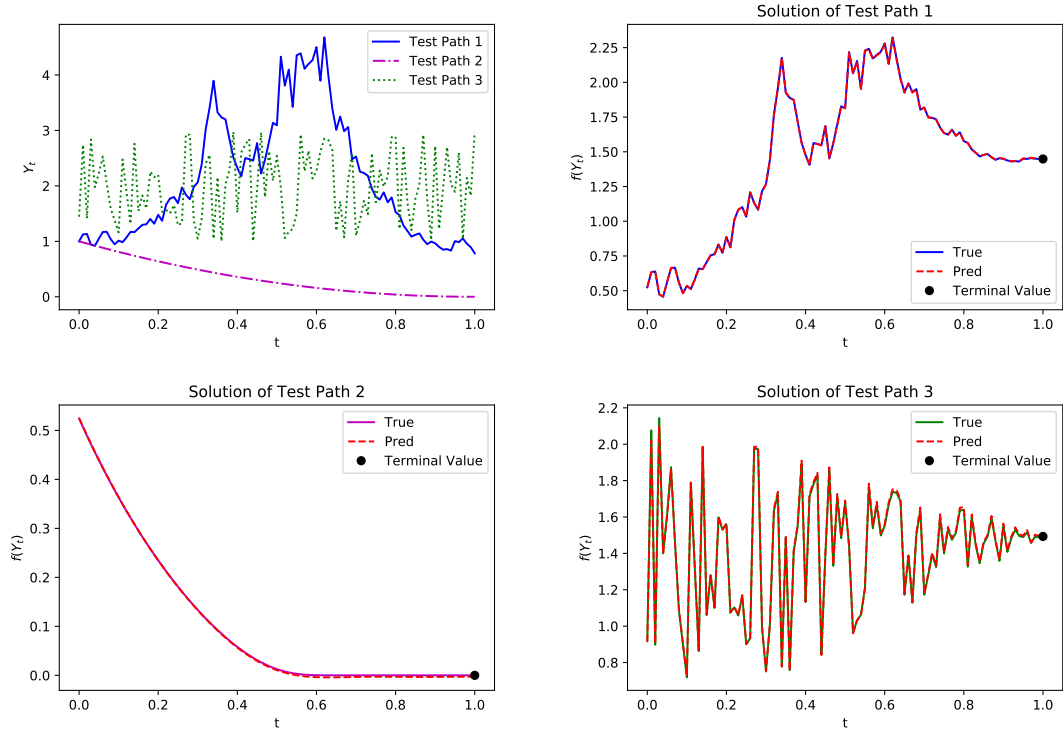 Test Path 1
Test Path 2
Test Path 3
Y_t
4
3
2
1
0
0.0 0.2 0.4 0.6 0.8 1.0
t
Solution of Test Path 1
f(Y_t)
2.25
2.00
1.75
1.50
1.25
1.00
0.75
0.50
True
Pred
Terminal Value
0.0 0.2 0.4 0.6 0.8 1.0
t
Solution of Test Path 2
f(Y_t)
0.5
0.4
0.3
0.2
0.1
0.0
True
Pred
Terminal Value
0.0 0.2 0.4 0.6 0.8 1.0
t
Solution of Test Path 3
f(Y_t)
2.2
2.0
1.8
1.6
1.4
1.2
1.0
0.8
True
Pred
Terminal Value
0.0 0.2 0.4 0.6 0.8 1.0
t